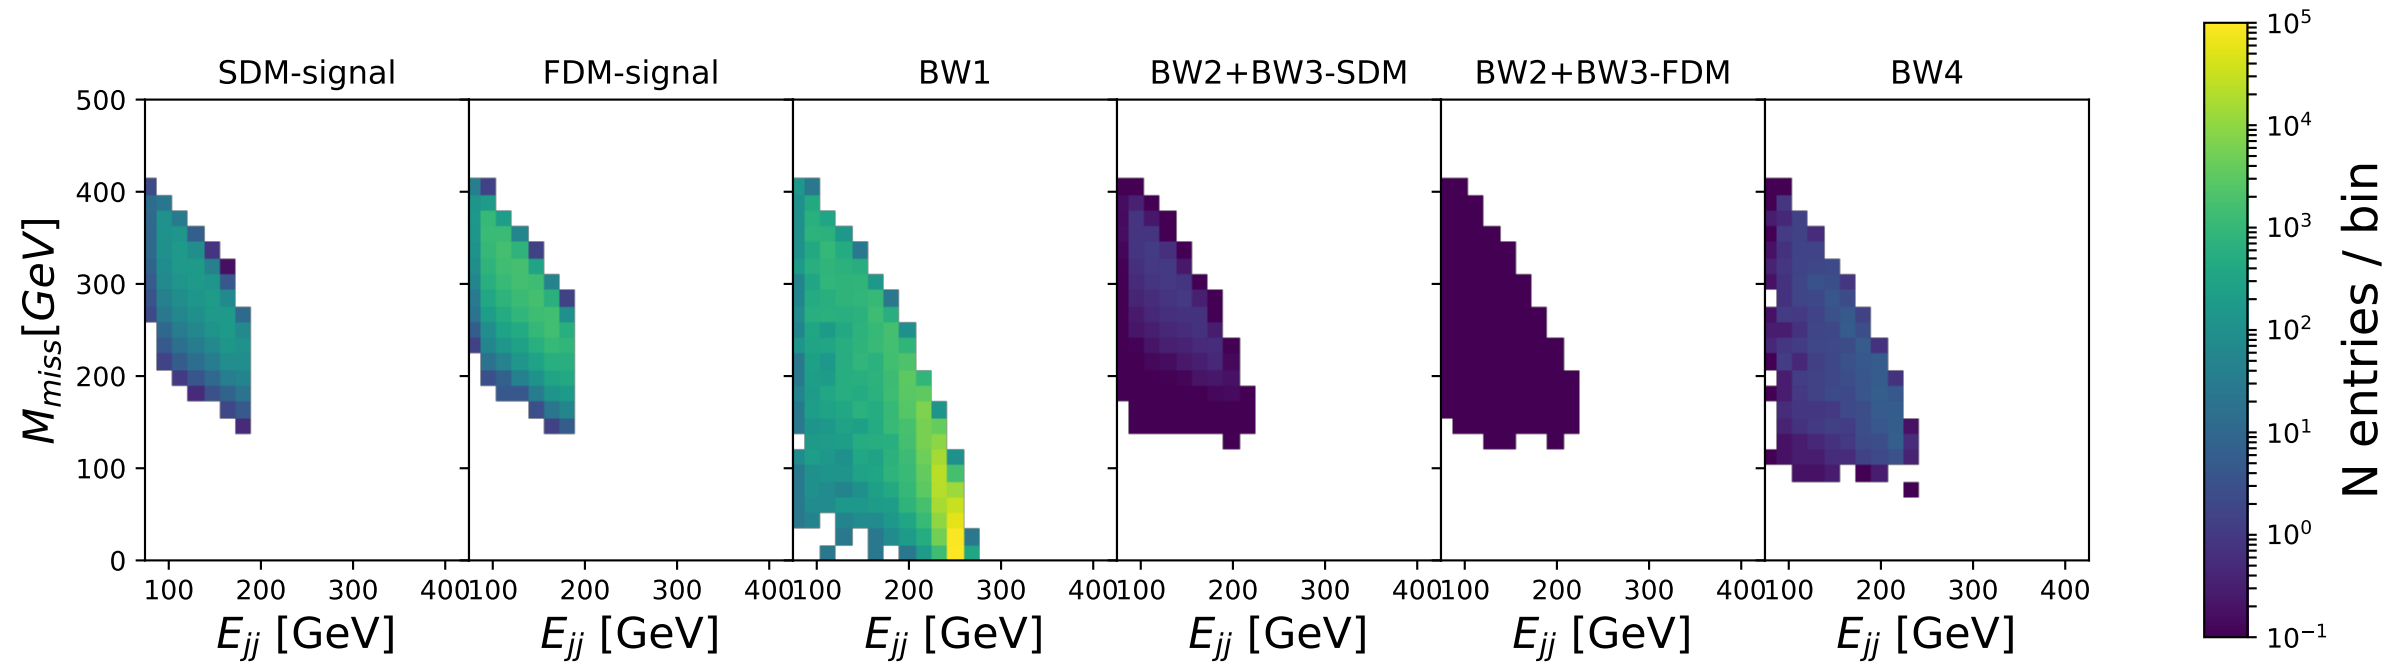 SDM-signal FDM-signal BW1 BW2+BW3-SDM BW2+BW3-FDM BW4
500
400
300
200
100
0
M_miss[GeV]
100 200 300 400 100 200 300 400 100 200 300 400 100 200 300 400 100 200 300 400 100 200 300 400
E_jj [GeV] E_jj [GeV] E_jj [GeV] E_jj [GeV] E_jj [GeV] E_jj [GeV]
10^5
10^4
10^3
10^2
10^1
10^0
10^−1
N entries / bin